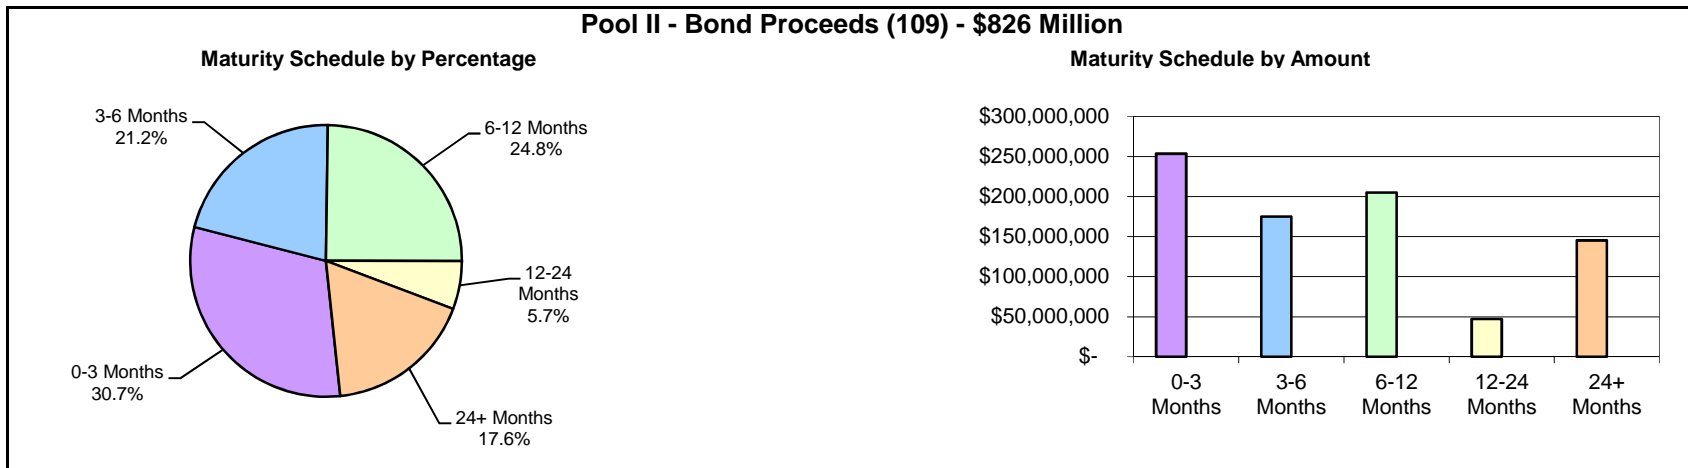 Pool II - Bond Proceeds (109) - $826 Million
Maturity Schedule by Percentage
3-6 Months
21.2%
6-12 Months
24.8%
12-24
Months
5.7%
0-3 Months
30.7%
24+ Months
17.6%
Maturity Schedule by Amount
$300,000,000
$250,000,000
$200,000,000
$150,000,000
$100,000,000
$50,000,000
$-
0-3
Months
3-6
Months
6-12
Months
12-24
Months
24+
Months